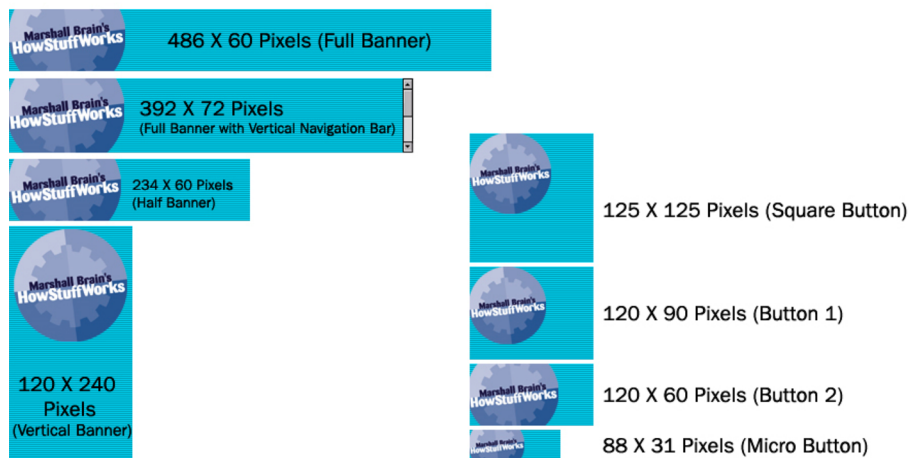 Marshall Brain's
HowStuffWorks
486 X 60 Pixels (Full Banner)
Marshall Brain's
HowStuffWorks
392 X 72 Pixels
(Full Banner with Vertical Navigation Bar)
Marshall Brain's
HowStuffWorks
234 X 60 Pixels
(Half Banner)
Marshall Brain's
HowStuffWorks
120 X 240
Pixels
(Vertical Banner)
Marshall Brain's
HowStuffWorks
125 X 125 Pixels (Square Button)
Marshall Brain's
HowStuffWorks
120 X 90 Pixels (Button 1)
Marshall Brain's
HowStuffWorks
120 X 60 Pixels (Button 2)
Marshall Brain's
HowStuffWorks
88 X 31 Pixels (Micro Button)